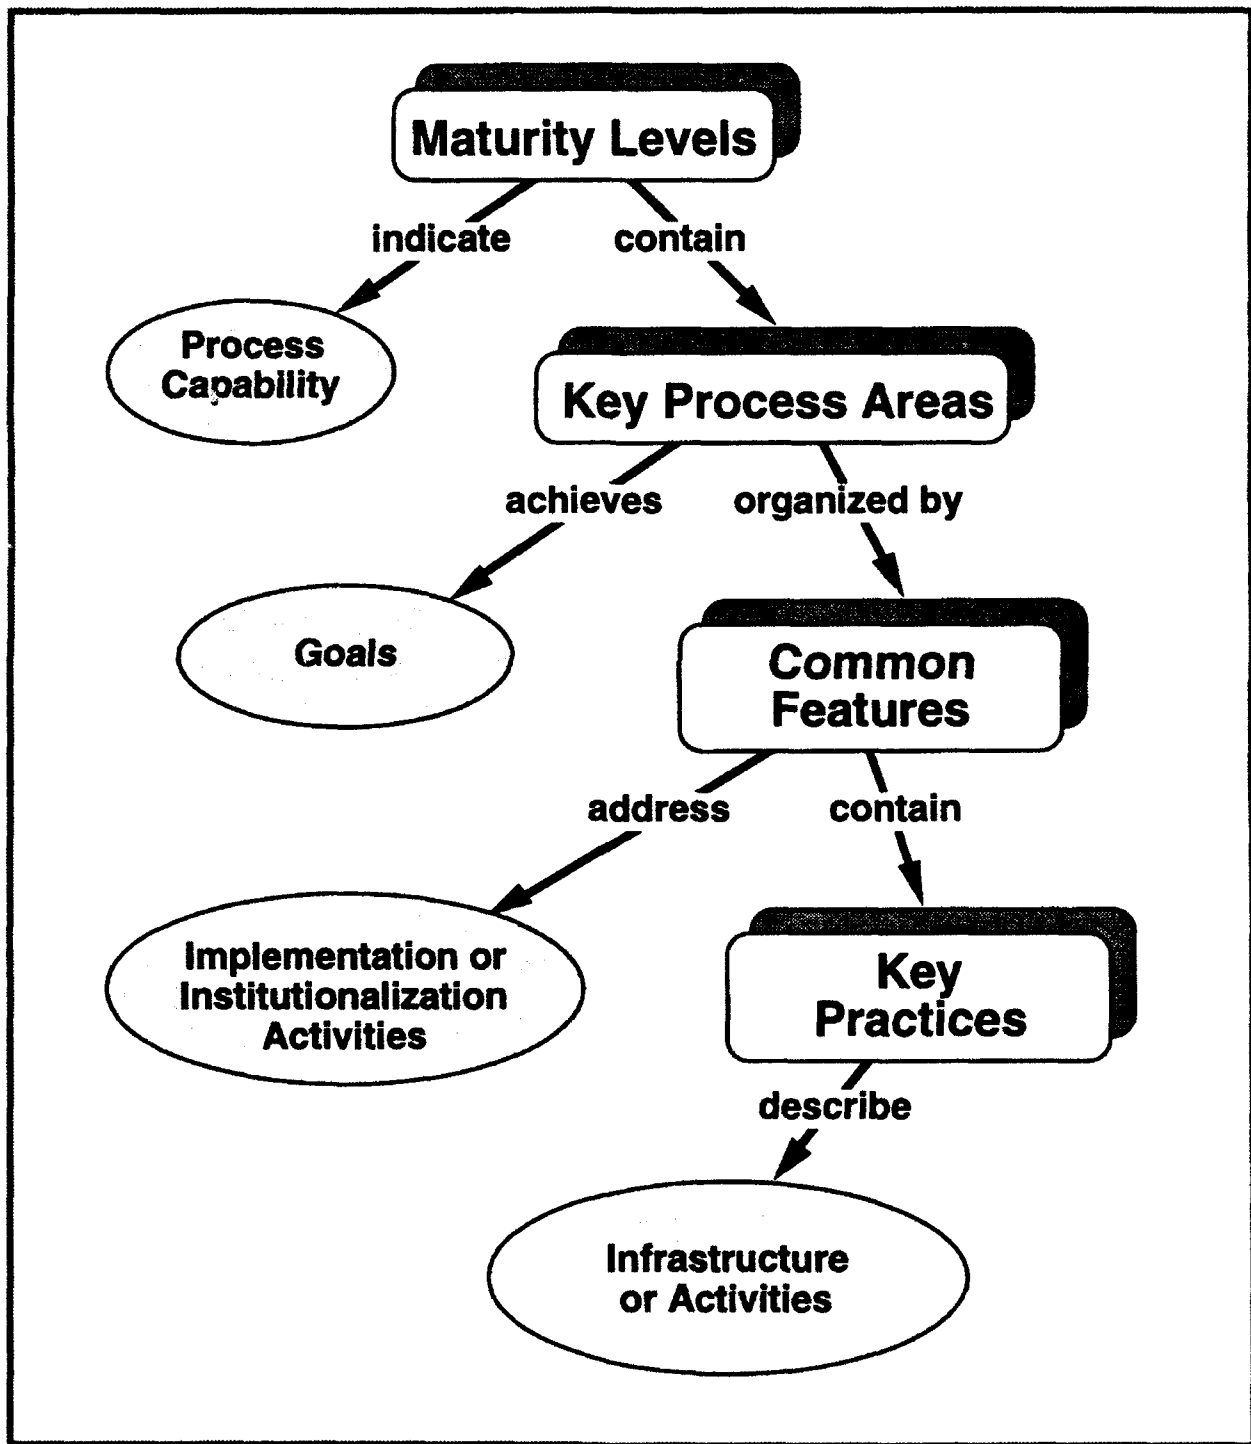 Maturity Levels
indicate
contain
Process
Capability
Key Process Areas
achieves
organized by
Goals
Common
Features
address
contain
Implementation or
Institutionalization
Activities
Key
Practices
describe
Infrastructure
or Activities